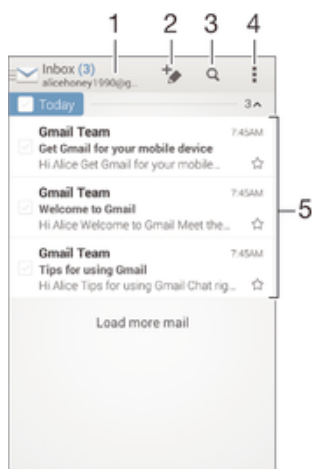 1 2 3 4
Inbox (3)
alicehoney1990@g...
Today 3
Gmail Team 7:45AM
Get Gmail for your mobile device
Hi Alice Get Gmail for your mobile...
Gmail Team 7:45AM
Welcome to Gmail
Hi Alice Welcome to Gmail Meet the...
5
Gmail Team 7:45AM
Tips for using Gmail
Hi Alice Tips for using Gmail Chat rig...
Load more mail